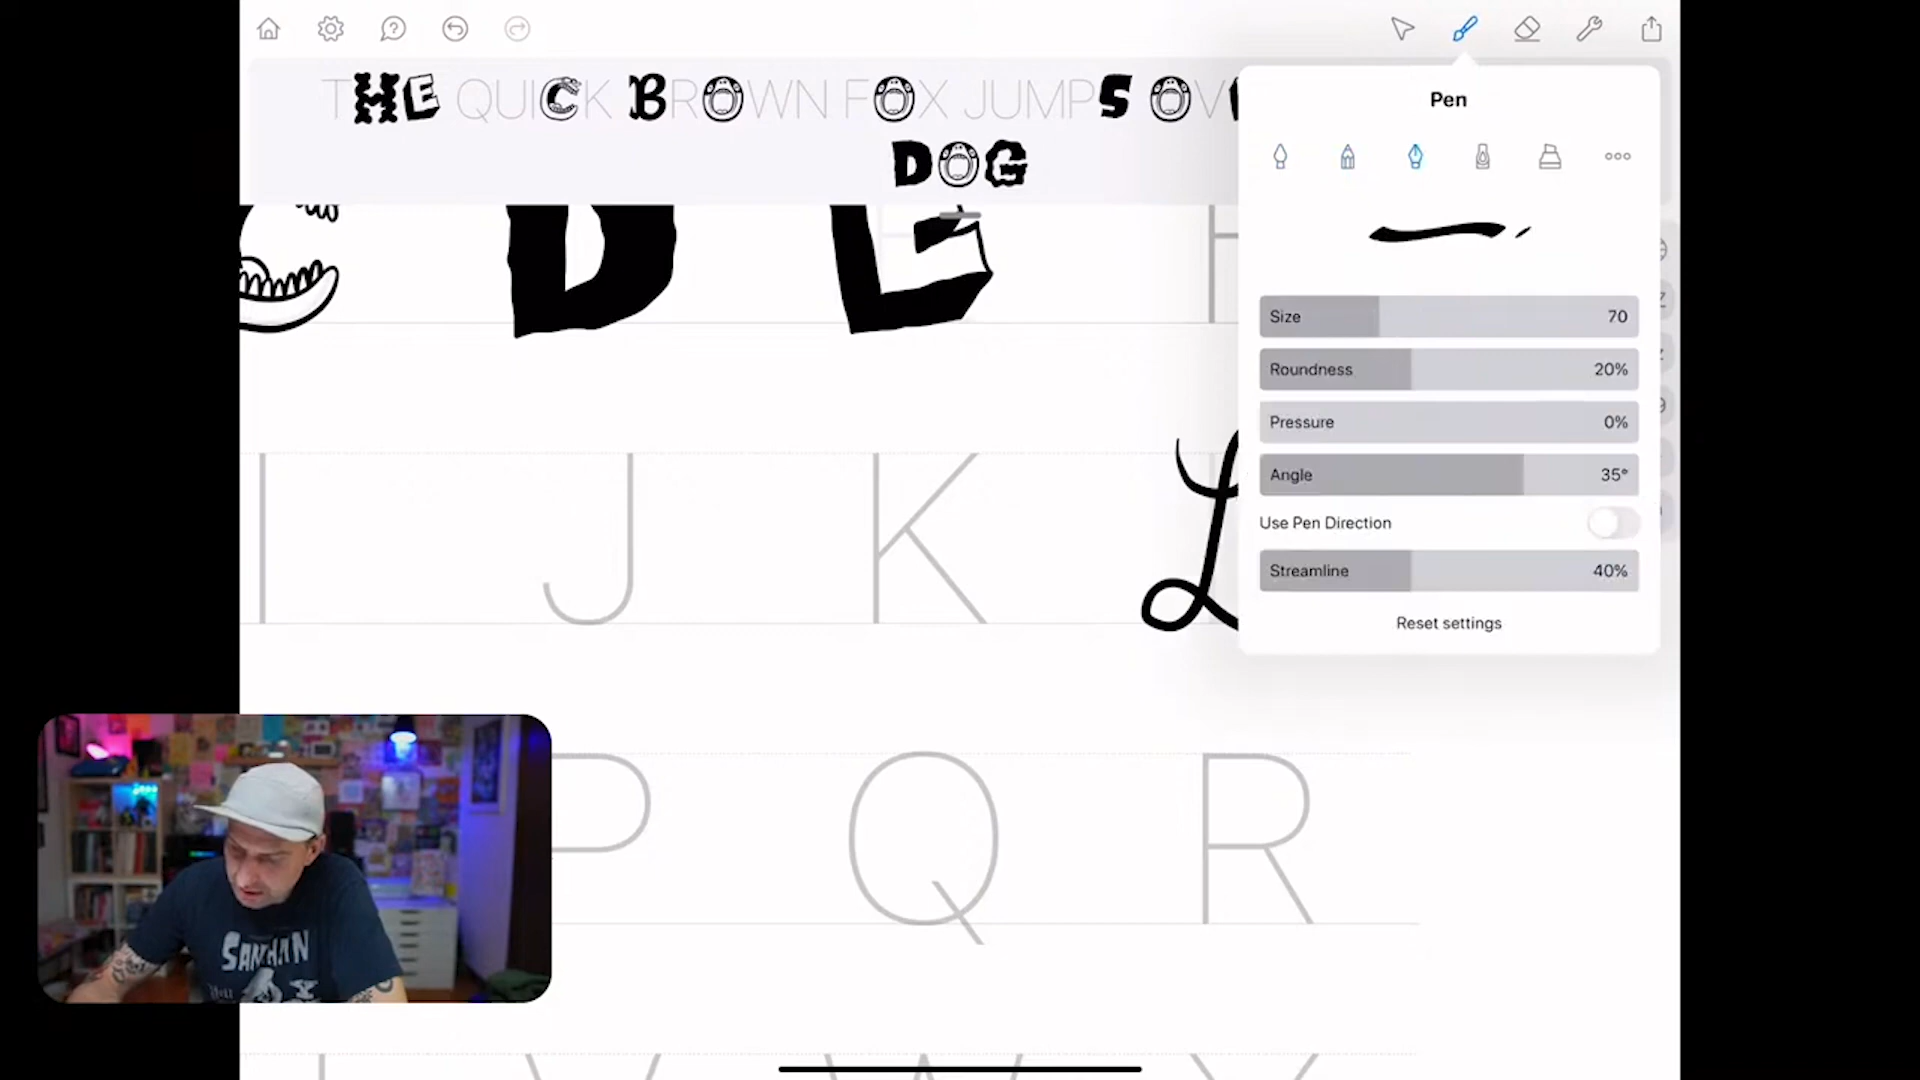 THE QUICK BROWN FOX JUMPS OV
DOG
Pen
Size 70
Roundness 20%
Pressure 0%
Angle 35°
Use Pen Direction
Streamline 40%
Reset settings
C D E F
I J K L
P Q R